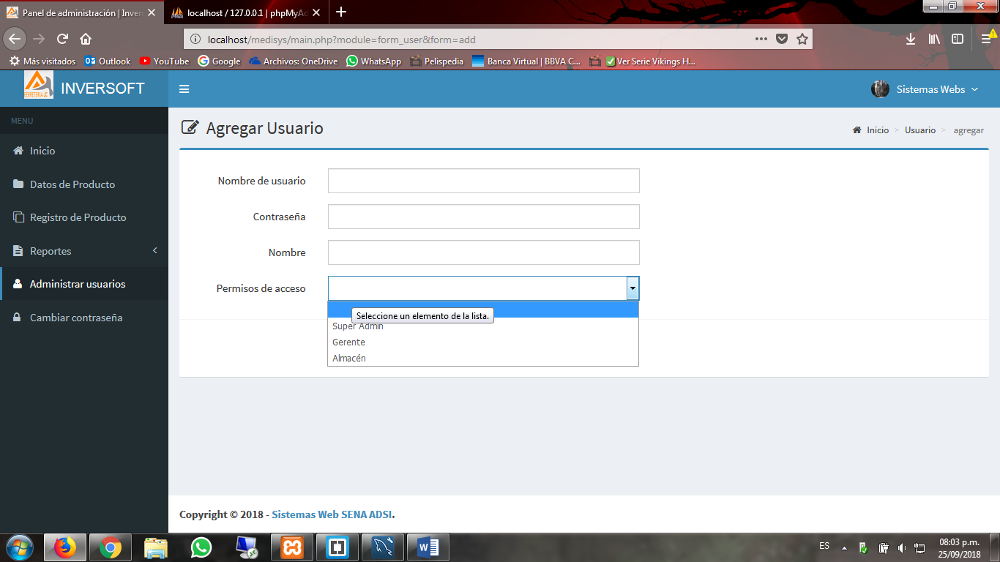 Panel de administración | Inven
localhost / 127.0.0.1 | phpMyAd
localhost/medisys/main.php?module=form_user&form=add
Más visitados Outlook YouTube Google Archivos: OneDrive WhatsApp Pelispedia Banca Virtual | BBVA C... Ver Serie Vikings H...
FERRETERIA JC
INVERSOFT
Sistemas Webs
MENU
Inicio
Datos de Producto
Registro de Producto
Reportes
Administrar usuarios
Cambiar contraseña
Agregar Usuario
Inicio > Usuario > agregar
Nombre de usuario
Contraseña
Nombre
Permisos de acceso
Seleccione un elemento de la lista.
Super Admin
Gerente
Almacén
Copyright © 2018 - Sistemas Web SENA ADSI.
ES
08:03 p.m.
25/09/2018